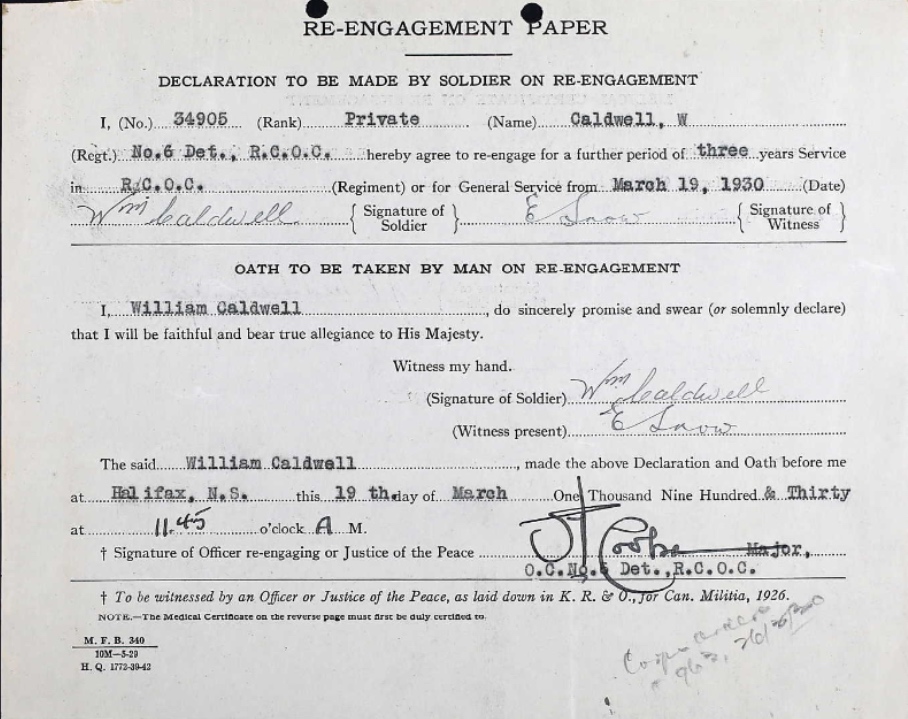 RE-ENGAGEMENT PAPER
DECLARATION TO BE MADE BY SOLDIER ON RE-ENGAGEMENT
I, (No.) 34905 (Rank) Private (Name) Caldwell, W
(Regt.) No.6 Det., R.C.O.C. hereby agree to re-engage for a further period of three years Service
in R.C.O.C. (Regiment) or for General Service from March 19, 1930 (Date)
Wm Caldwell { Signature of Soldier } E Snow { Signature of Witness }
OATH TO BE TAKEN BY MAN ON RE-ENGAGEMENT
I, William Caldwell, do sincerely promise and swear (or solemnly declare)
that I will be faithful and bear true allegiance to His Majesty.
Witness my hand.
(Signature of Soldier) Wm Caldwell
(Witness present) E Snow
The said William Caldwell, made the above Declaration and Oath before me
at Halifax, N.S. this 19 th day of March One Thousand Nine Hundred & Thirty
at 11.45 o'clock A M.
† Signature of Officer re-engaging or Justice of the Peace Major,
O.C.No.6 Det.,R.C.O.C.
† To be witnessed by an Officer or Justice of the Peace, as laid down in K. R. & O., for Can. Militia, 1926.
NOTE.—The Medical Certificate on the reverse page must first be duly certified to.
M. F. B. 340
10M—5-29
H. Q. 1772-39-42